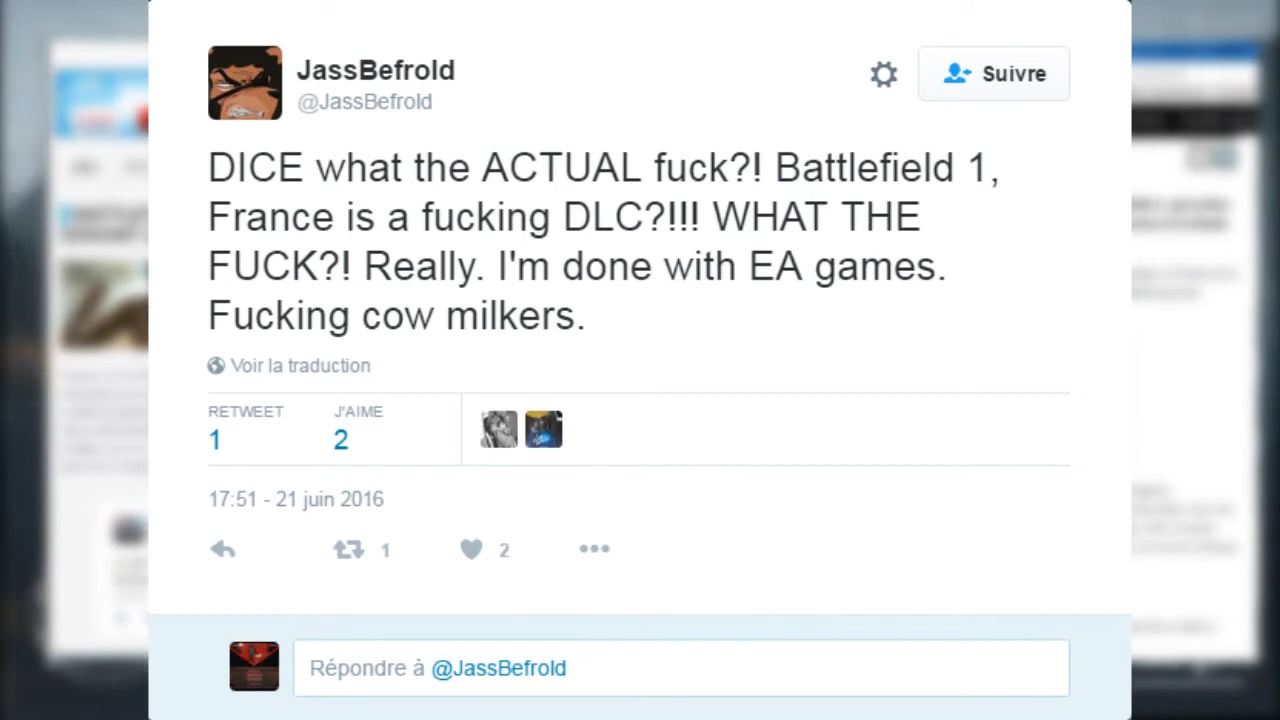 JassBefrold
@JassBefrold
Suivre
DICE what the ACTUAL fuck?! Battlefield 1,
France is a fucking DLC?!!! WHAT THE
FUCK?! Really. I'm done with EA games.
Fucking cow milkers.
Voir la traduction
RETWEET J'AIME
1 2
17:51 - 21 juin 2016
1 2
Répondre à @JassBefrold